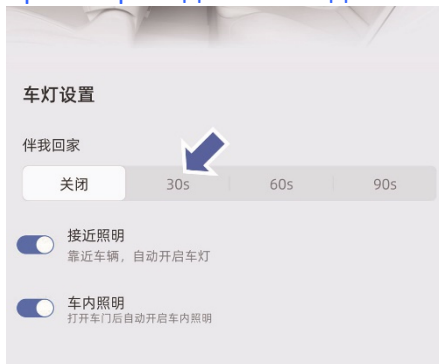 车灯设置
伴我回家
关闭 30s 60s 90s
接近照明
靠近车辆，自动开启车灯
车内照明
打开车门后自动开启车内照明